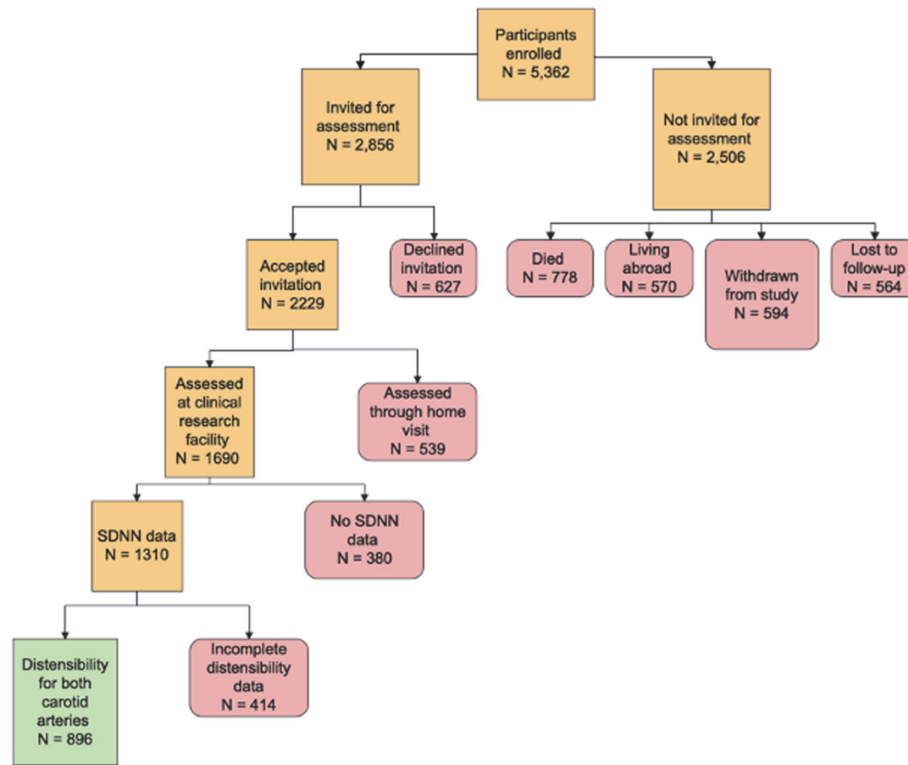 Participants
enrolled
N = 5,362
Invited for
assessment
N = 2,856
Not invited for
assessment
N = 2,506
Accepted
invitation
N = 2229
Declined
invitation
N = 627
Died
N = 778
Living
abroad
N = 570
Withdrawn
from study
N = 594
Lost to
follow-up
N = 564
Assessed
at clinical
research
facility
N = 1690
Assessed
through home
visit
N = 539
SDNN data
N = 1310
No SDNN
data
N = 380
Distensibility
for both
carotid
arteries
N = 896
Incomplete
distensibility
data
N = 414